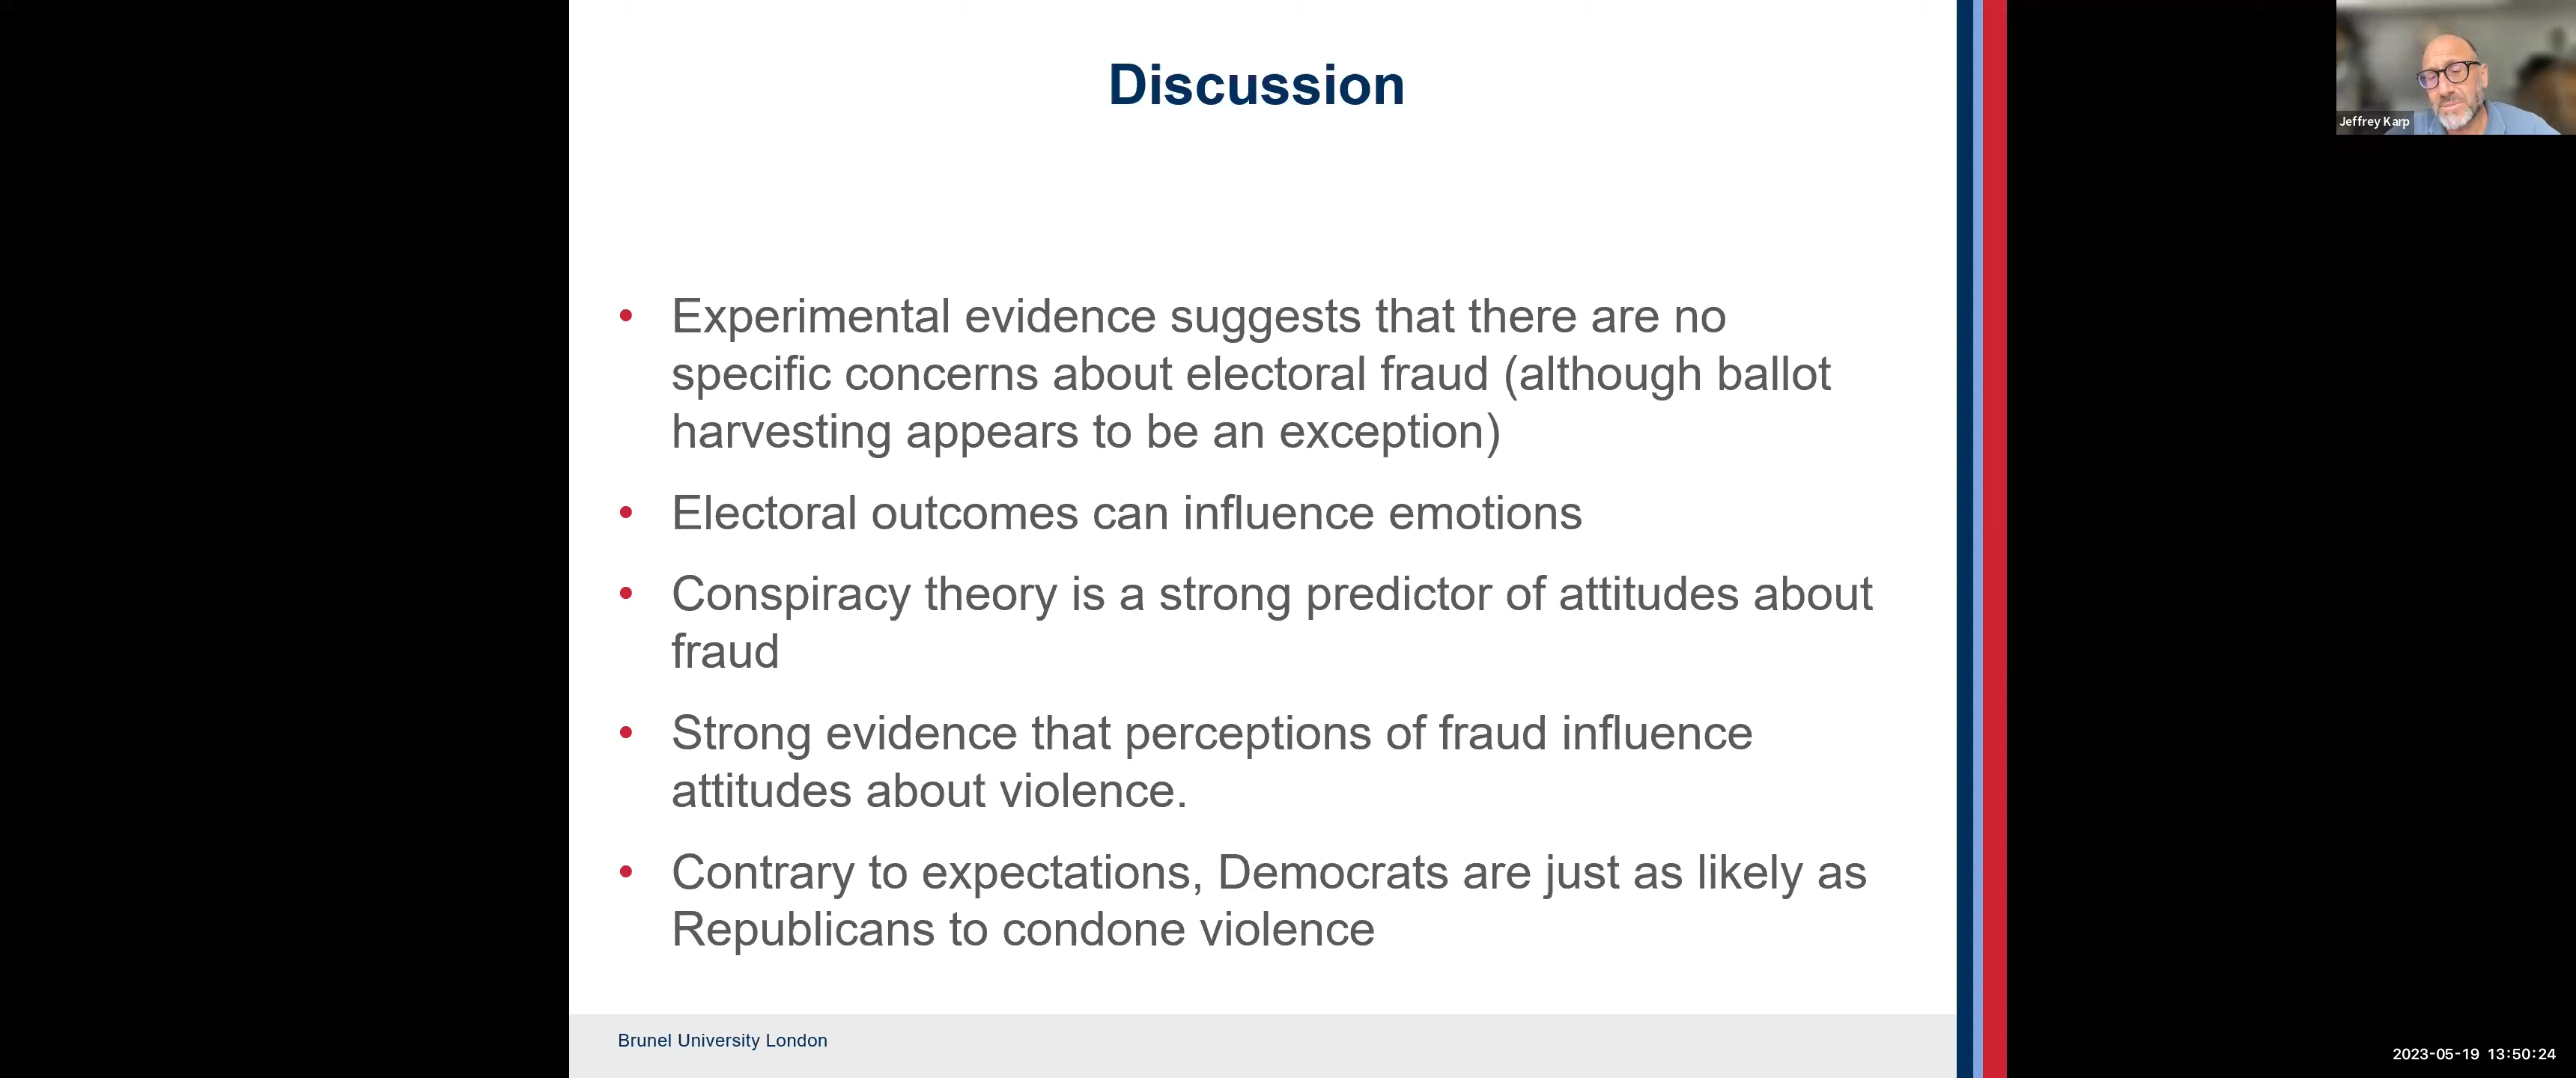 Discussion
Jeffrey Karp
• Experimental evidence suggests that there are no
specific concerns about electoral fraud (although ballot
harvesting appears to be an exception)
• Electoral outcomes can influence emotions
• Conspiracy theory is a strong predictor of attitudes about
fraud
• Strong evidence that perceptions of fraud influence
attitudes about violence.
• Contrary to expectations, Democrats are just as likely as
Republicans to condone violence
Brunel University London
2023-05-19 13:50:24